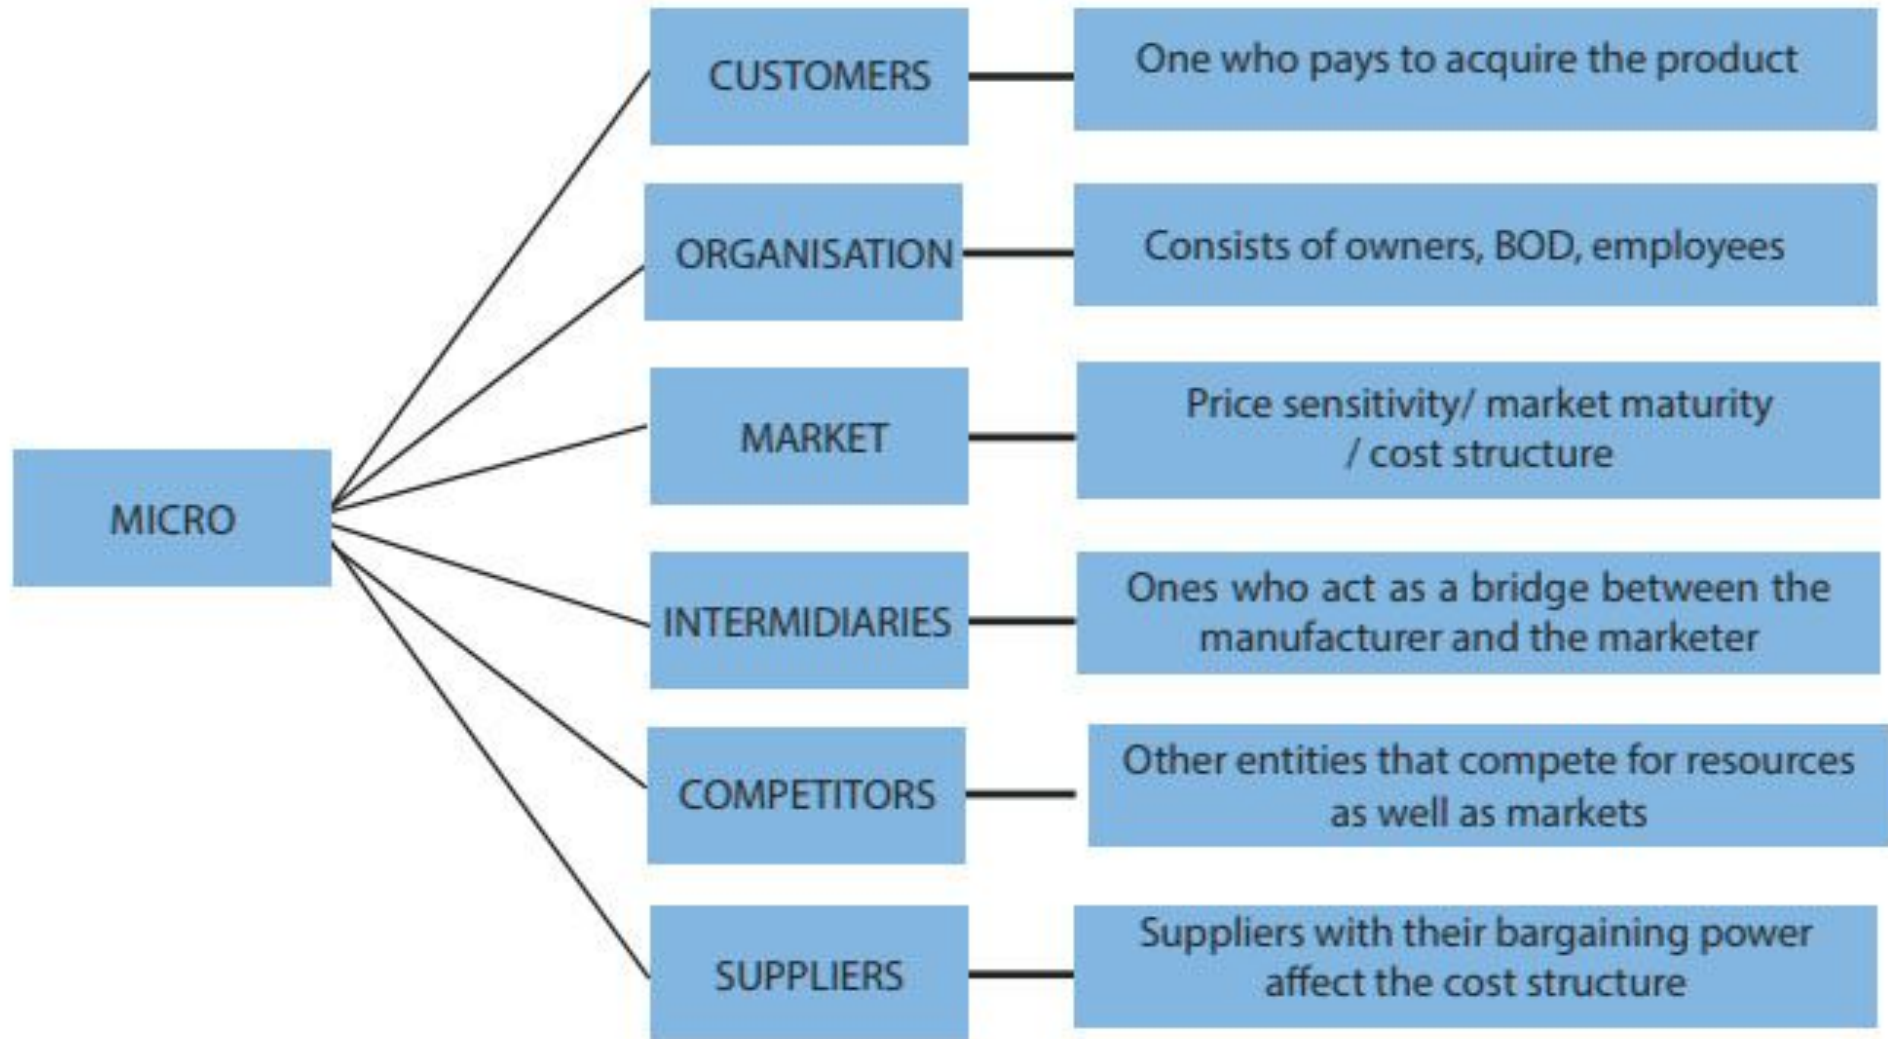 CUSTOMERS
One who pays to acquire the product
ORGANISATION
Consists of owners, BOD, employees
MARKET
Price sensitivity/ market maturity
/ cost structure
MICRO
INTERMIDIARIES
Ones who act as a bridge between the
manufacturer and the marketer
COMPETITORS
Other entities that compete for resources
as well as markets
SUPPLIERS
Suppliers with their bargaining power
affect the cost structure